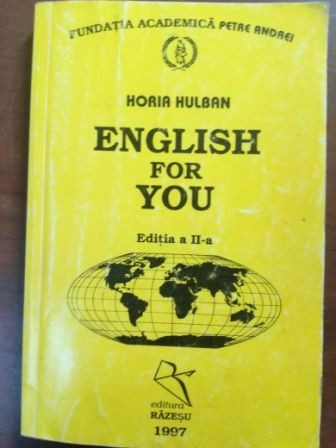 FUNDAȚIA ACADEMICĂ PETRE ANDREI
HORIA HULBAN
ENGLISH
FOR
YOU
Ediția a II-a
editura
RĂZEȘU
1997